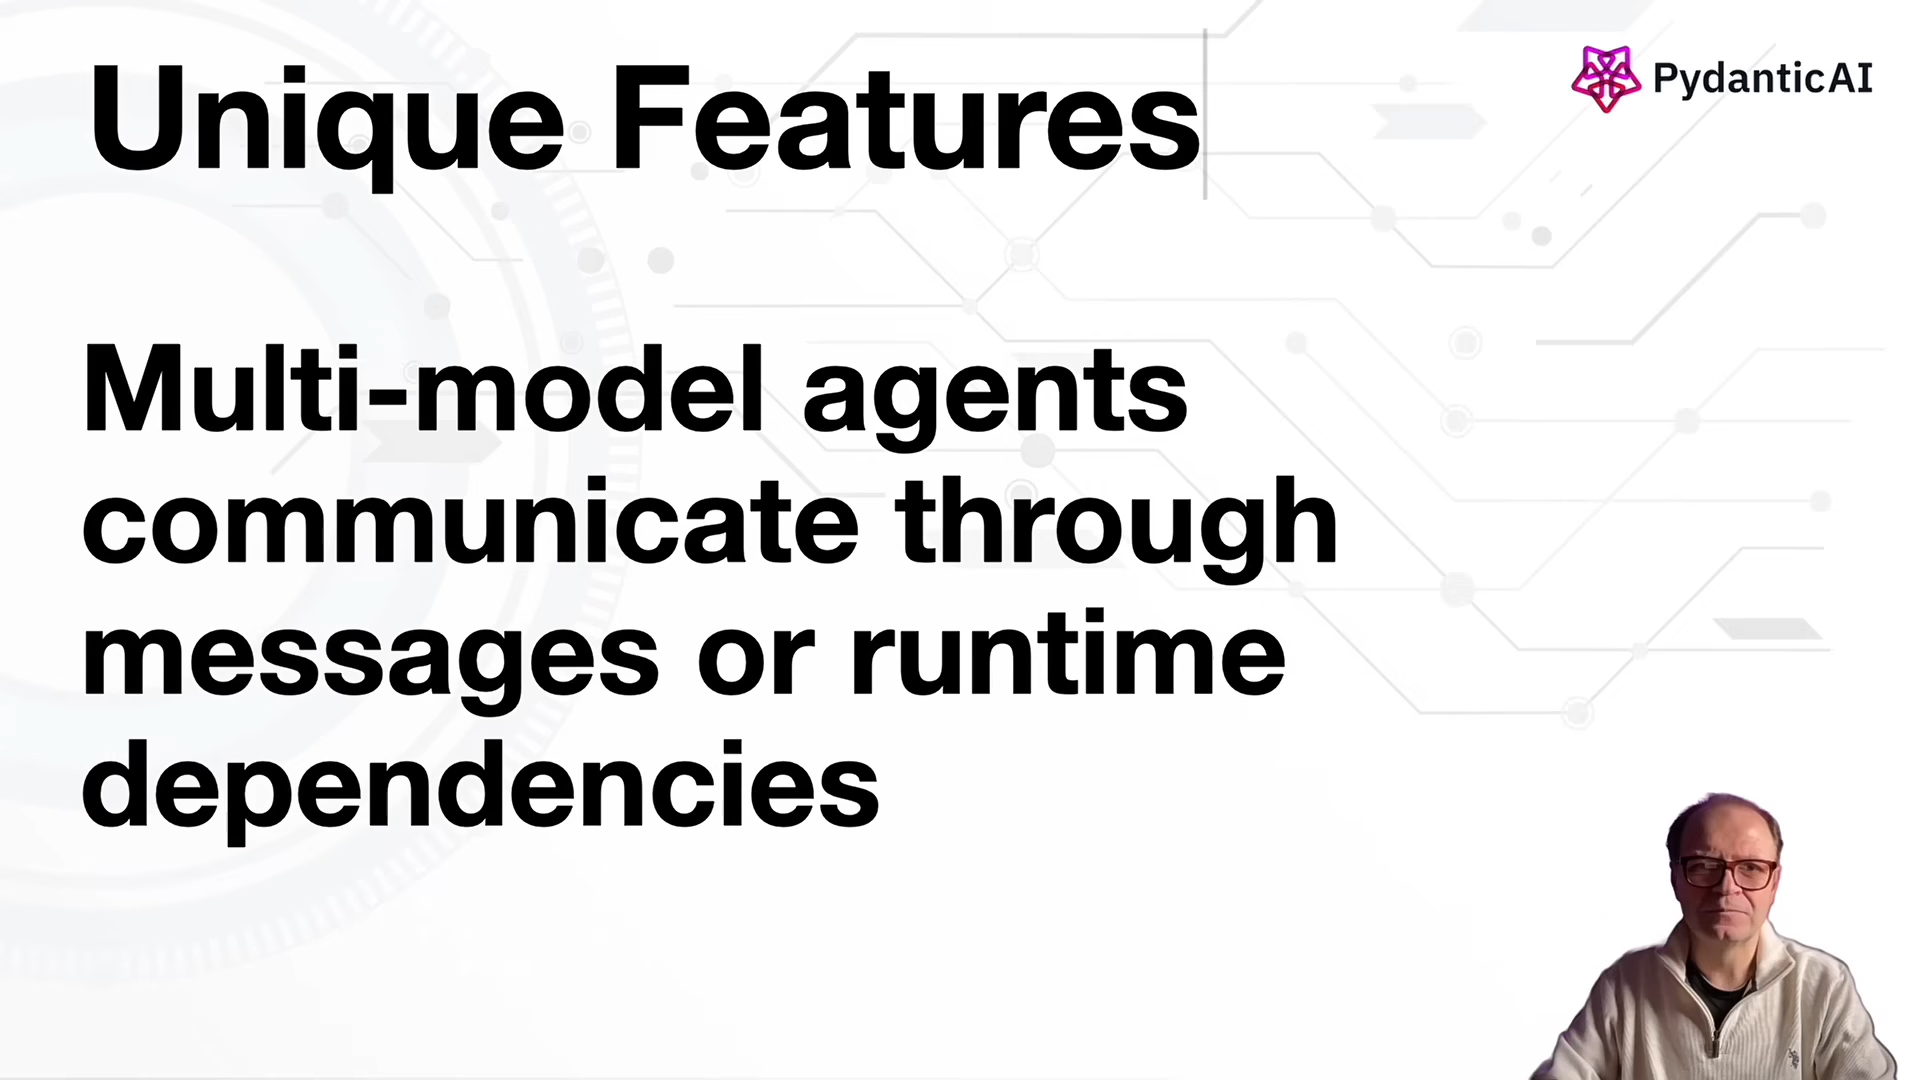 Unique Features
PydanticAI
Multi-model agents
communicate through
messages or runtime
dependencies